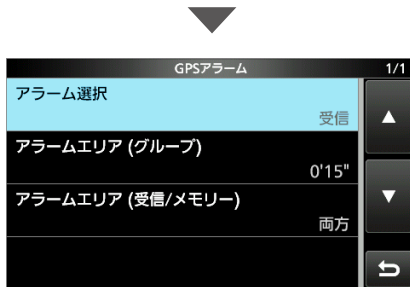 GPSアラーム 1/1
アラーム選択
受信
アラームエリア (グループ)
0'15"
アラームエリア (受信/メモリー)
両方